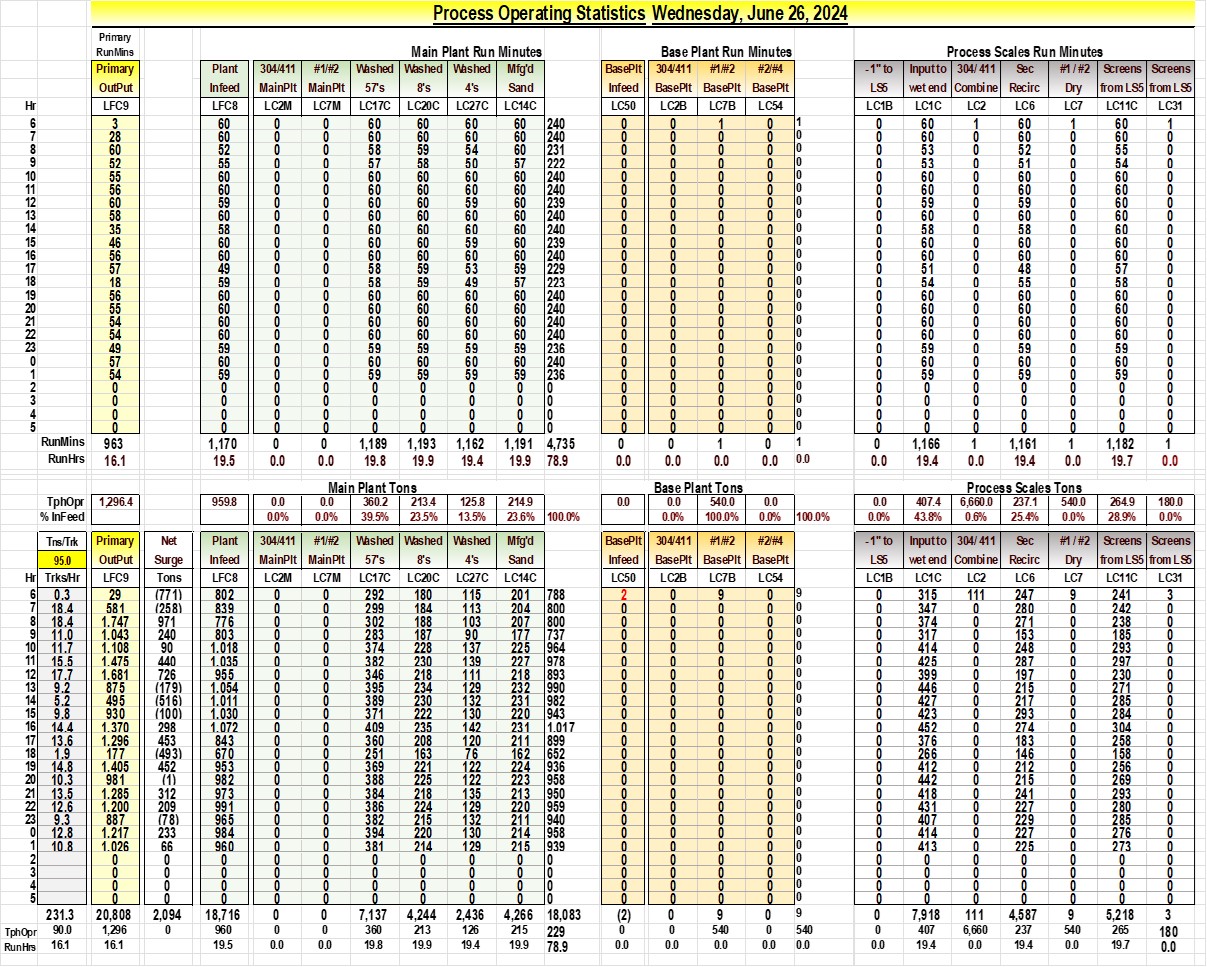 Process Operating Statistics Wednesday, June 26, 2024
Primary
RunMins Main Plant Run Minutes Base Plant Run Minutes Process Scales Run Minutes
Primary Plant 304/411 #1/#2 Washed Washed Washed Mfg'd BasePlt 304/411 #1/#2 #2/#4 -1" to Input to 304/411 Sec #1 / #2 Screens Screens
OutPut Infeed MainPlt MainPlt 57's 8's 4's Sand Infeed BasePlt BasePlt BasePlt LS5 wet end Combine Recirc Dry from LS5 from LS5
Hr LFC9 LFC8 LC2M LC7M LC17C LC20C LC27C LC14C LC50 LC2B LC7B LC54 LC1B LC1C LC2 LC6 LC7 LC11C LC31
6 3 60 0 0 60 60 60 60 240 0 0 1 0 1 0 60 1 60 1 60 1
7 28 60 0 0 60 60 60 60 240 0 0 0 0 0 0 60 0 60 0 60 0
8 60 52 0 0 58 59 54 60 231 0 0 0 0 0 0 53 0 52 0 55 0
9 52 55 0 0 57 58 50 57 222 0 0 0 0 0 0 53 0 51 0 54 0
10 55 60 0 0 60 60 60 60 240 0 0 0 0 0 0 60 0 60 0 60 0
11 56 60 0 0 60 60 60 60 240 0 0 0 0 0 0 60 0 60 0 60 0
12 60 59 0 0 60 60 59 60 239 0 0 0 0 0 0 59 0 59 0 60 0
13 58 60 0 0 60 60 60 60 240 0 0 0 0 0 0 60 0 60 0 60 0
14 35 58 0 0 60 60 60 60 240 0 0 0 0 0 0 58 0 58 0 60 0
15 46 60 0 0 60 60 59 60 239 0 0 0 0 0 0 60 0 60 0 60 0
16 56 60 0 0 60 60 60 60 240 0 0 0 0 0 0 60 0 60 0 60 0
17 57 49 0 0 58 59 53 59 229 0 0 0 0 0 0 51 0 48 0 57 0
18 18 59 0 0 58 59 49 57 223 0 0 0 0 0 0 54 0 55 0 58 0
19 56 60 0 0 60 60 60 60 240 0 0 0 0 0 0 60 0 60 0 60 0
20 55 60 0 0 60 60 60 60 240 0 0 0 0 0 0 60 0 60 0 60 0
21 54 60 0 0 60 60 60 60 240 0 0 0 0 0 0 60 0 60 0 60 0
22 54 60 0 0 60 60 60 60 240 0 0 0 0 0 0 60 0 60 0 60 0
23 49 59 0 0 59 59 59 59 236 0 0 0 0 0 0 59 0 59 0 59 0
0 57 60 0 0 60 60 60 60 240 0 0 0 0 0 0 60 0 60 0 60 0
1 54 59 0 0 59 59 59 59 236 0 0 0 0 0 0 59 0 59 0 59 0
2 0 0 0 0 0 0 0 0 0 0 0 0 0 0 0 0 0 0 0 0 0
3 0 0 0 0 0 0 0 0 0 0 0 0 0 0 0 0 0 0 0 0 0
4 0 0 0 0 0 0 0 0 0 0 0 0 0 0 0 0 0 0 0 0 0
5 0 0 0 0 0 0 0 0 0 0 0 0 0 0 0 0 0 0 0 0 0
RunMins 963 1,170 0 0 1,189 1,193 1,162 1,191 4,735 0 0 1 0 1 0 1,166 1 1,161 1 1,182 1
RunHrs 16.1 19.5 0.0 0.0 19.8 19.9 19.4 19.9 78.9 0.0 0.0 0.0 0.0 0.0 0.0 19.4 0.0 19.4 0.0 19.7 0.0
Main Plant Tons Base Plant Tons Process Scales Tons
TphOpr 1,296.4 959.8 0.0 0.0 360.2 213.4 125.8 214.9 0.0 0.0 540.0 0.0 0.0 407.4 6,660.0 237.1 540.0 264.9 180.0
% InFeed 0.0% 0.0% 39.5% 23.5% 13.5% 23.6% 100.0% 0.0% 100.0% 0.0% 100.0% 0.0% 43.8% 0.6% 25.4% 0.0% 28.9% 0.0%
Tns/Trk Primary Net Plant 304/411 #1/#2 Washed Washed Washed Mfg'd BasePlt 304/411 #1/#2 #2/#4 -1" to Input to 304/411 Sec #1 / #2 Screens Screens
95.0 OutPut Surge Infeed MainPlt MainPlt 57's 8's 4's Sand Infeed BasePlt BasePlt BasePlt LS5 wet end Combine Recirc Dry from LS5 from LS5
Hr Trks/Hr LFC9 Tons LFC8 LC2M LC7M LC17C LC20C LC27C LC14C LC50 LC2B LC7B LC54 LC1B LC1C LC2 LC6 LC7 LC11C LC31
6 0.3 29 (771) 802 0 0 292 180 115 201 788 2 0 9 0 9 0 315 111 247 9 241 3
7 18.4 581 (258) 839 0 0 299 184 113 204 800 0 0 0 0 0 0 347 0 280 0 242 0
8 18.4 1.747 971 776 0 0 302 188 103 207 800 0 0 0 0 0 0 374 0 271 0 238 0
9 11.0 1.043 240 803 0 0 283 187 90 177 737 0 0 0 0 0 0 317 0 153 0 185 0
10 11.7 1.108 90 1.018 0 0 374 228 137 225 964 0 0 0 0 0 0 414 0 248 0 293 0
11 15.5 1.475 440 1.035 0 0 382 230 139 227 978 0 0 0 0 0 0 425 0 287 0 297 0
12 17.7 1.681 726 955 0 0 346 218 111 218 893 0 0 0 0 0 0 399 0 197 0 230 0
13 9.2 875 (179) 1.054 0 0 395 234 129 232 990 0 0 0 0 0 0 446 0 215 0 271 0
14 5.2 495 (516) 1.011 0 0 389 230 132 231 982 0 0 0 0 0 0 427 0 217 0 285 0
15 9.8 930 (100) 1.030 0 0 371 222 130 220 943 0 0 0 0 0 0 423 0 293 0 284 0
16 14.4 1.370 298 1.072 0 0 409 235 142 231 1.017 0 0 0 0 0 0 452 0 274 0 304 0
17 13.6 1.296 453 843 0 0 360 208 120 211 899 0 0 0 0 0 0 376 0 183 0 258 0
18 1.9 177 (493) 670 0 0 251 163 76 162 652 0 0 0 0 0 0 266 0 146 0 158 0
19 14.8 1.405 452 953 0 0 369 221 122 224 936 0 0 0 0 0 0 412 0 212 0 256 0
20 10.3 981 (1) 982 0 0 388 225 122 223 958 0 0 0 0 0 0 442 0 215 0 269 0
21 13.5 1.285 312 973 0 0 384 218 135 213 950 0 0 0 0 0 0 418 0 241 0 293 0
22 12.6 1.200 209 991 0 0 386 224 129 220 959 0 0 0 0 0 0 431 0 227 0 280 0
23 9.3 887 (78) 965 0 0 382 215 132 211 940 0 0 0 0 0 0 407 0 229 0 285 0
0 12.8 1.217 233 984 0 0 394 220 130 214 958 0 0 0 0 0 0 414 0 227 0 276 0
1 10.8 1.026 66 960 0 0 381 214 129 215 939 0 0 0 0 0 0 413 0 225 0 273 0
2 0 0 0 0 0 0 0 0 0 0 0 0 0 0 0 0 0 0 0 0 0 0
3 0 0 0 0 0 0 0 0 0 0 0 0 0 0 0 0 0 0 0 0 0 0
4 0 0 0 0 0 0 0 0 0 0 0 0 0 0 0 0 0 0 0 0 0 0
5 0 0 0 0 0 0 0 0 0 0 0 0 0 0 0 0 0 0 0 0 0 0
231.3 20,808 2,094 18,716 0 0 7,137 4,244 2,436 4,266 18,083 (2) 0 9 0 9 0 7,918 111 4,587 9 5,218 3
TphOpr 90.0 1,296 0 960 0 0 360 213 126 215 229 0 0 540 0 540 0 407 6,660 237 540 265 180
RunHrs 16.1 16.1 19.5 0.0 0.0 19.8 19.9 19.4 19.9 78.9 0.0 0.0 0.0 0.0 0.0 0.0 19.4 0.0 19.4 0.0 19.7 0.0